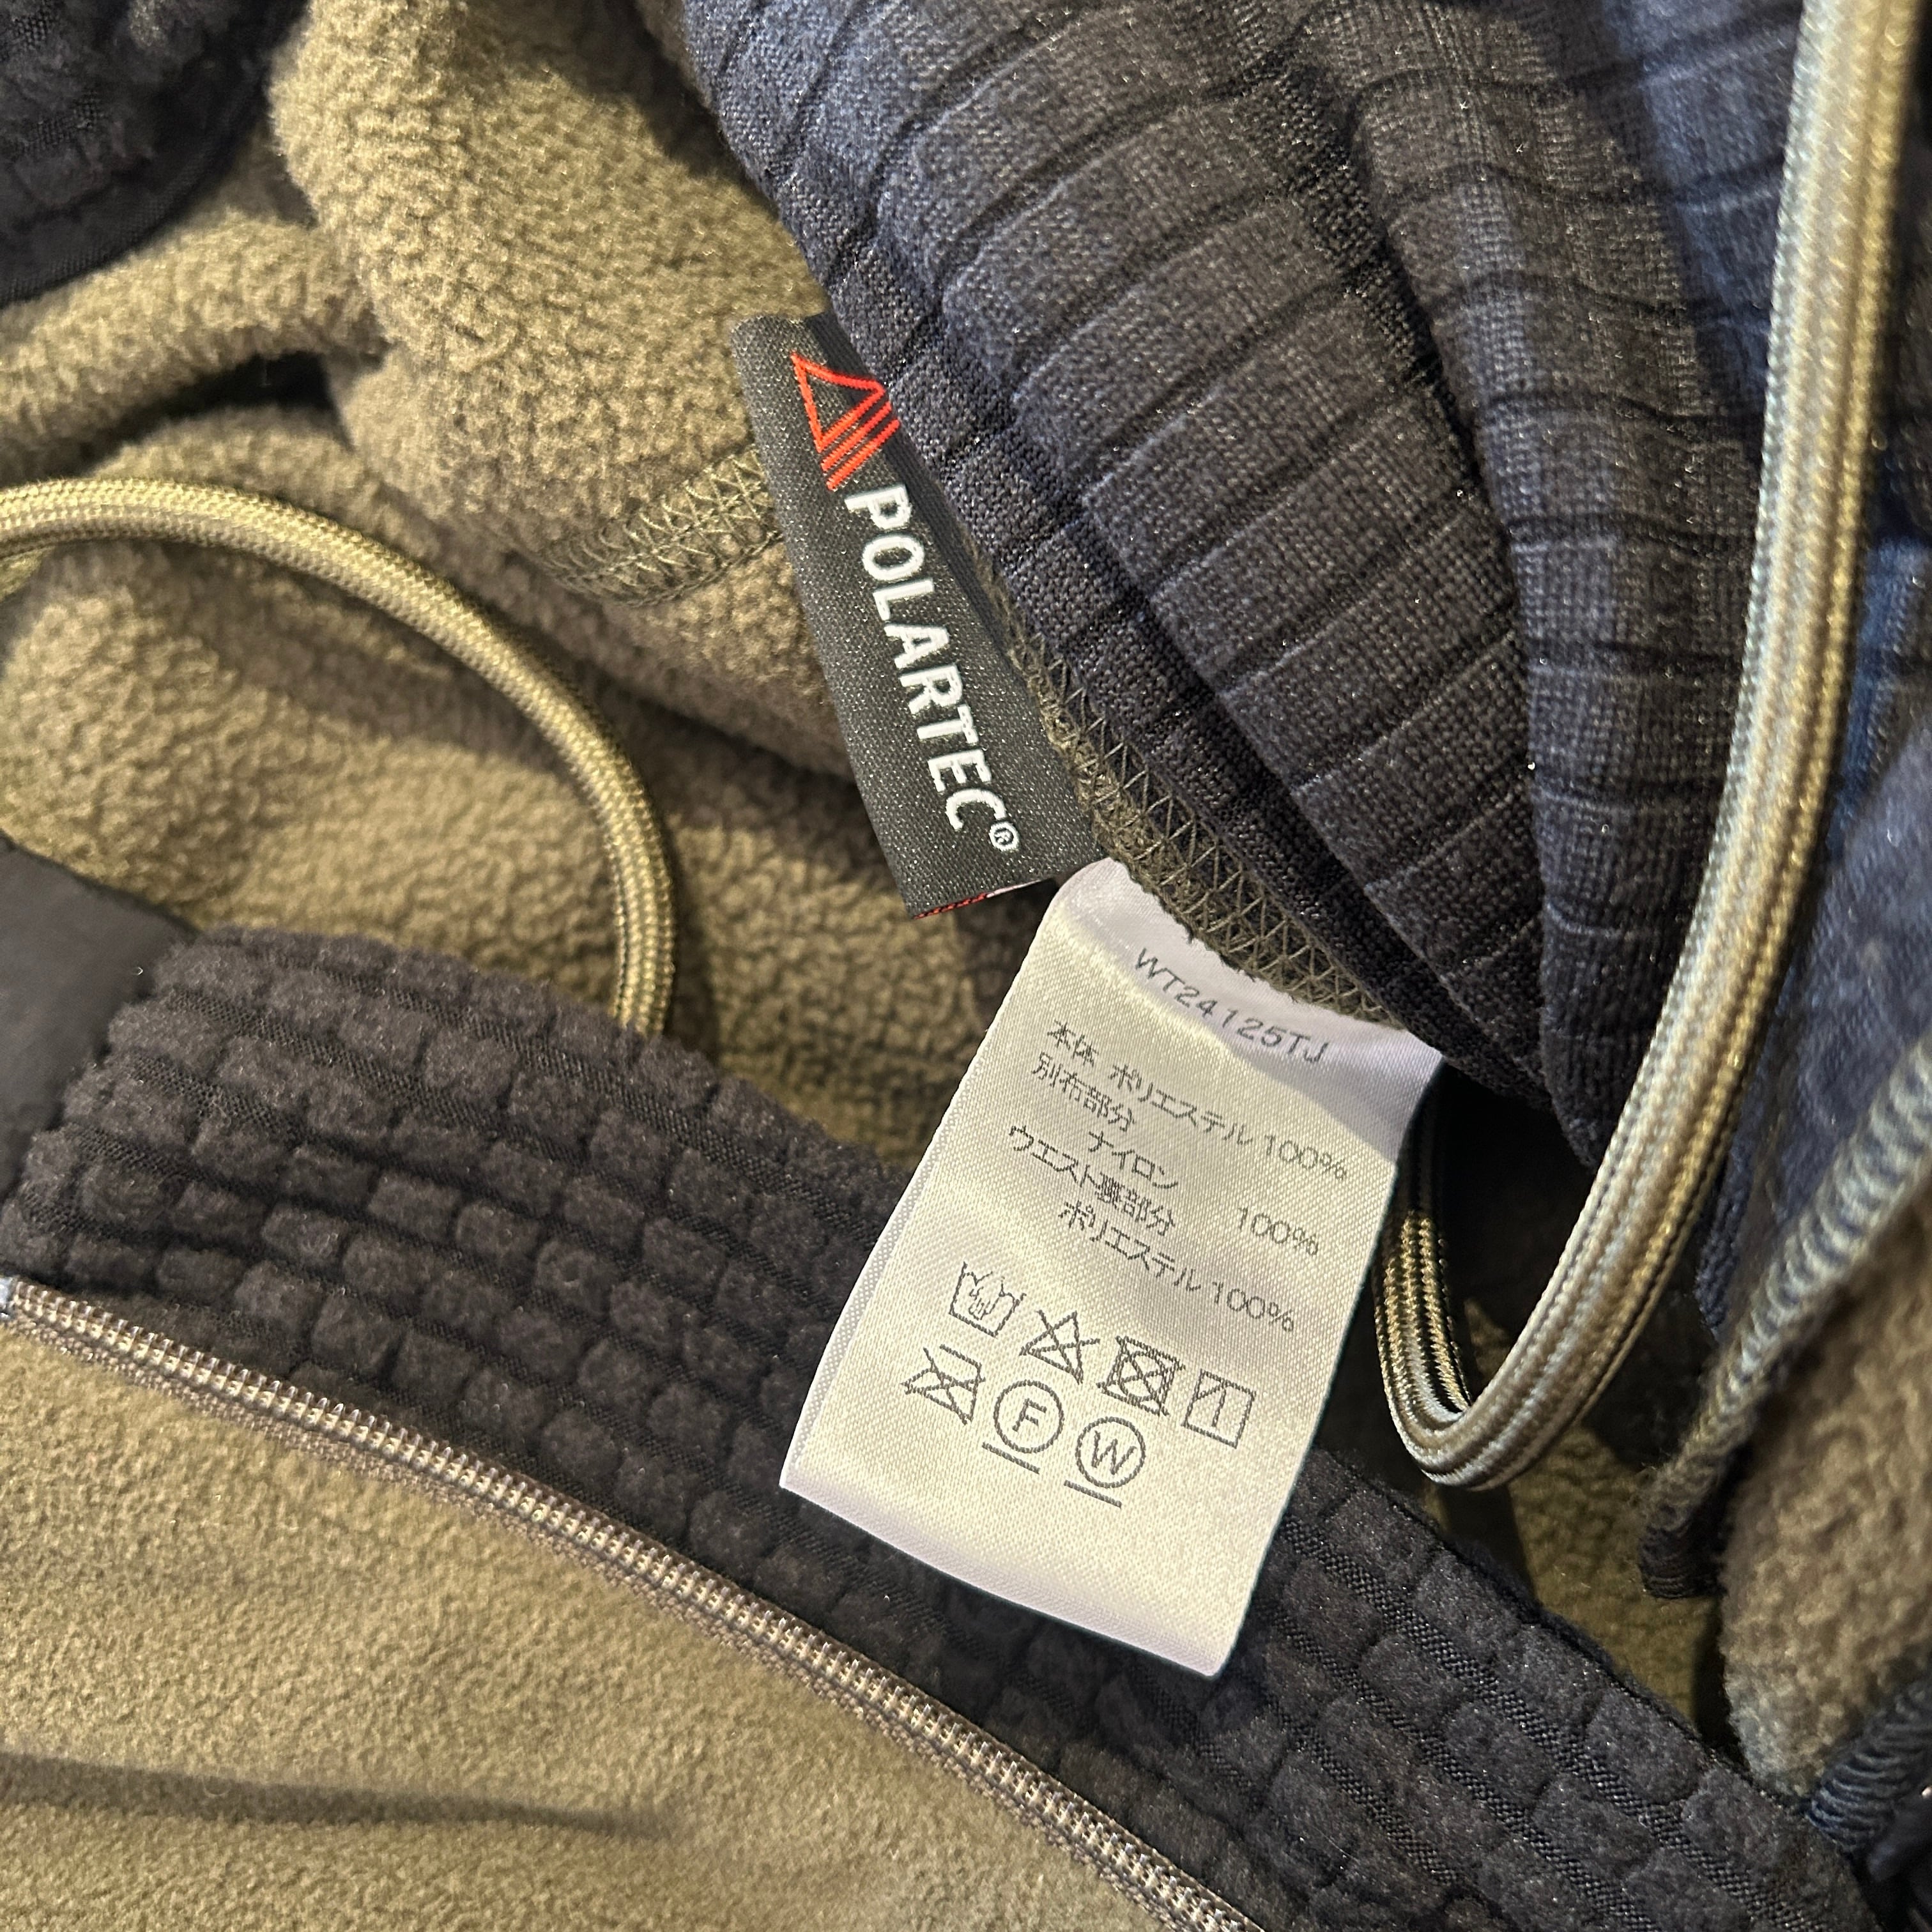 POLARTEC®
WT24125TJ
本体 ポリエステル 100%
別布部分
ナイロン 100%
ウエスト裏部分
ポリエステル 100%
F W